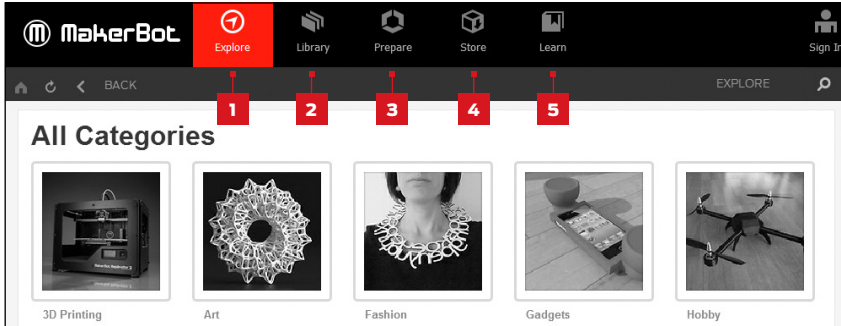 MakerBot
Explore
Library
Prepare
Store
Learn
Sign In
BACK
EXPLORE
1
2
3
4
5
All Categories
3D Printing
Art
Fashion
Gadgets
Hobby